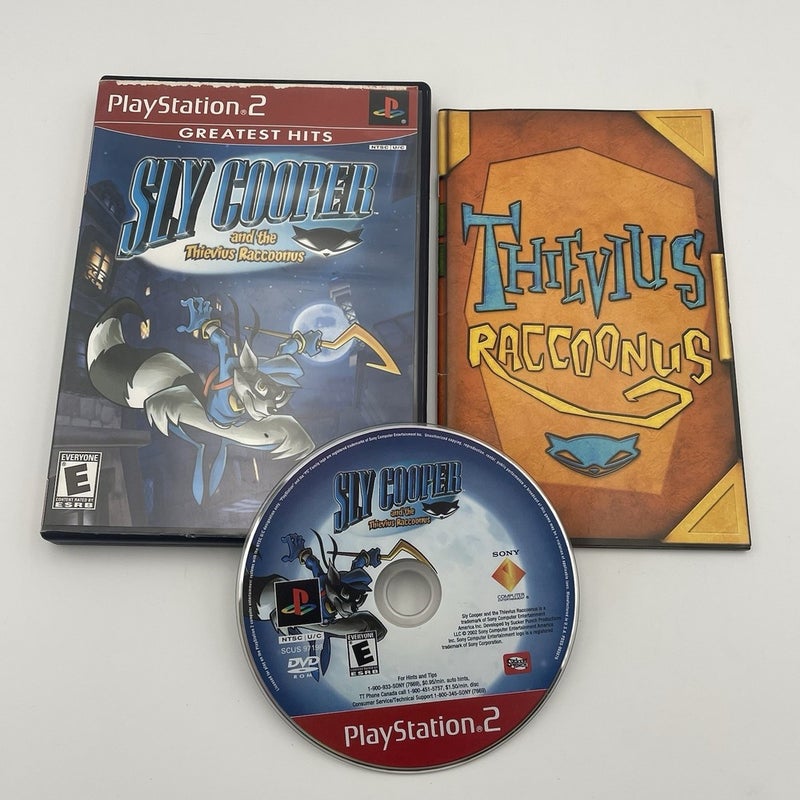 PlayStation®2
GREATEST HITS
NTSC U/C
SLY COOPER
and the
Thievius Raccoonus
EVERYONE
E
CONTENT RATED BY
ESRB
THIEVIUS
RACCOONUS
SLY COOPER
and the
Thievius Raccoonus
SONY
COMPUTER
NTSC U/C
DVD
ROM
E
ESRB
Sly Cooper and the Thievius Raccoonus is a
trademark of Sony Computer Entertainment
America Inc. Developed by Sucker Punch Productions
LLC © 2002 Sony Computer Entertainment America
Inc. Sony Computer Entertainment logo is a registered
trademark of Sony Corporation.
For Hints and Tips
1-900-933-SONY (7669), $0.95/min. auto hints,
TT Phone Canada call 1-900-451-5757, $1.50/min. disc
Consumer Service/Technical Support 1-800-345-SONY (7669)
PlayStation®2